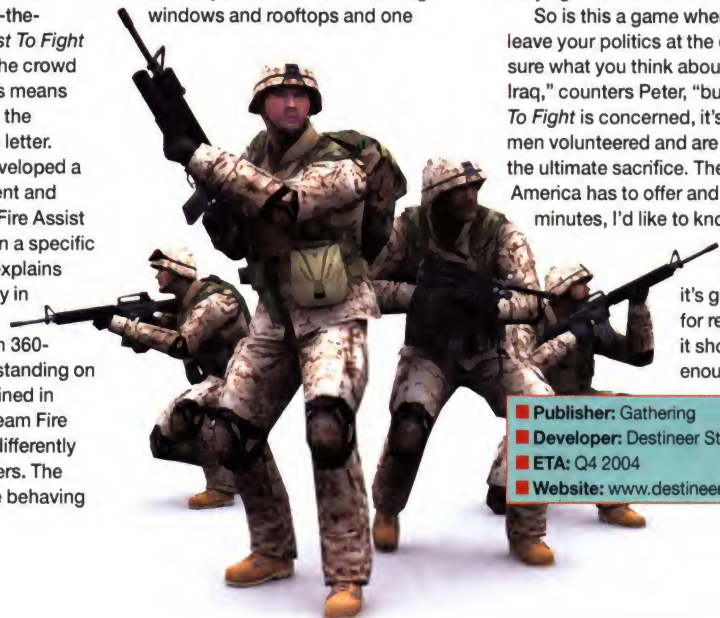 -the-
st To Fight
he crowd
s means
the
letter.
veloped a
ent and
Fire Assist
n a specific
explains
y in
n 360-
standing on
ined in
eam Fire
differently
ers. The
e behaving
windows and rooftops and one
So is this a game whe
leave your politics at the
sure what you think abou
Iraq,” counters Peter, “bu
To Fight is concerned, it’s
men volunteered and are
the ultimate sacrifice. The
America has to offer and
minutes, I’d like to kno
it’s g
for re
it sho
enou
Publisher: Gathering
Developer: Destineer St
ETA: Q4 2004
Website: www.destineer